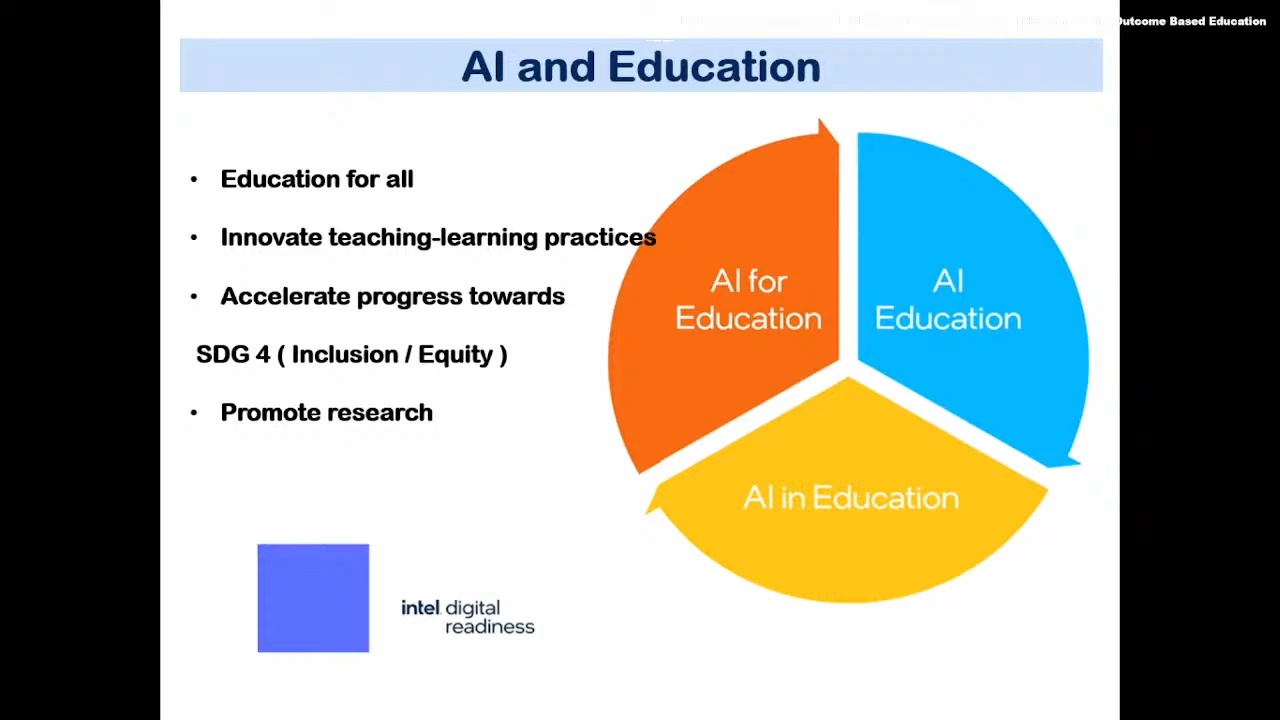 Outcome Based Education
AI and Education
• Education for all
• Innovate teaching-learning practices
• Accelerate progress towards
SDG 4 ( Inclusion / Equity )
• Promote research
AI for
Education
AI
Education
AI in Education
intel digital
readiness